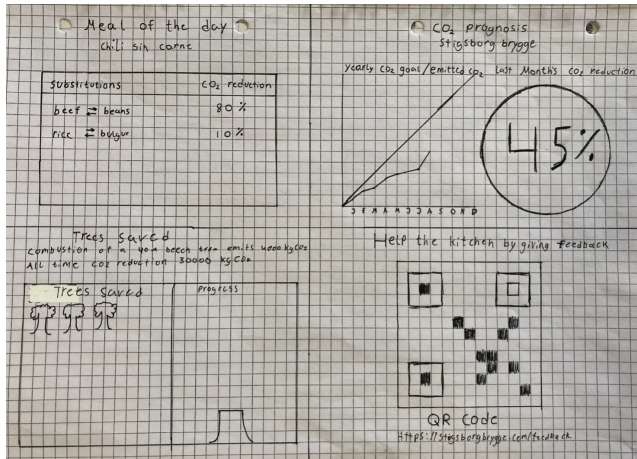 Meal of the day
chili sin carne
Substitutions CO2 reduction
beef ⇄ beans 80%
rice ⇄ bulgur 10%
CO2 prognosis
Stigsborg brygge
yearly CO2 goal/emitted CO2
Last Month's CO2 reduction
45%
J F M A M J J A S O N D
Trees saved
combustion of a 40m beech tree emits 4000 kg CO2
All time CO2 reduction 30000 kg CO2
Trees saved
Progress
Help the kitchen by giving feedback
QR code
https://stigsborgbrygge.com/feedback